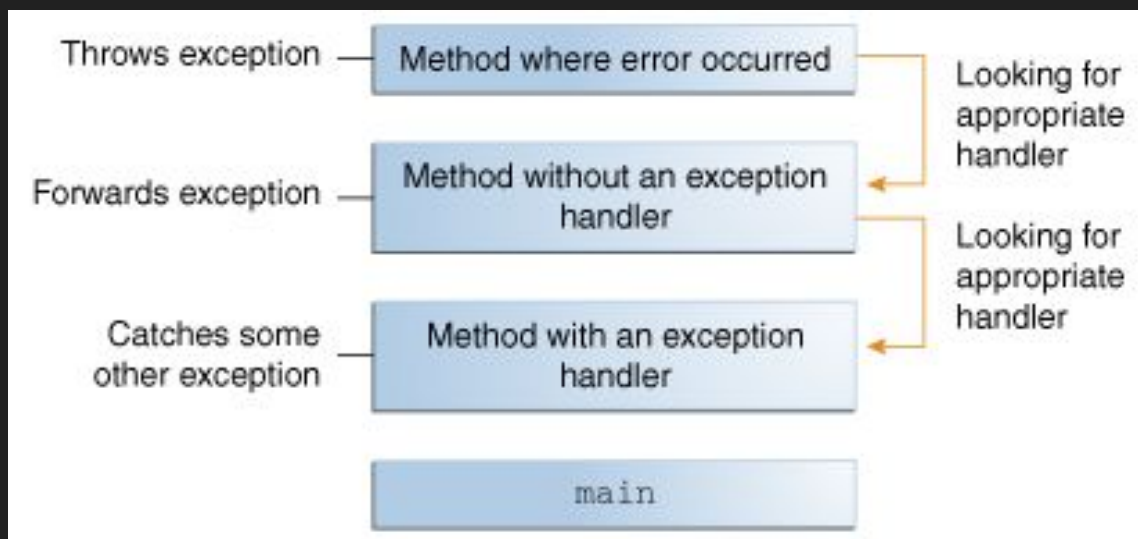 Throws exception
Method where error occurred
Looking for
appropriate
handler
Forwards exception
Method without an exception
handler
Looking for
appropriate
handler
Catches some
other exception
Method with an exception
handler
main